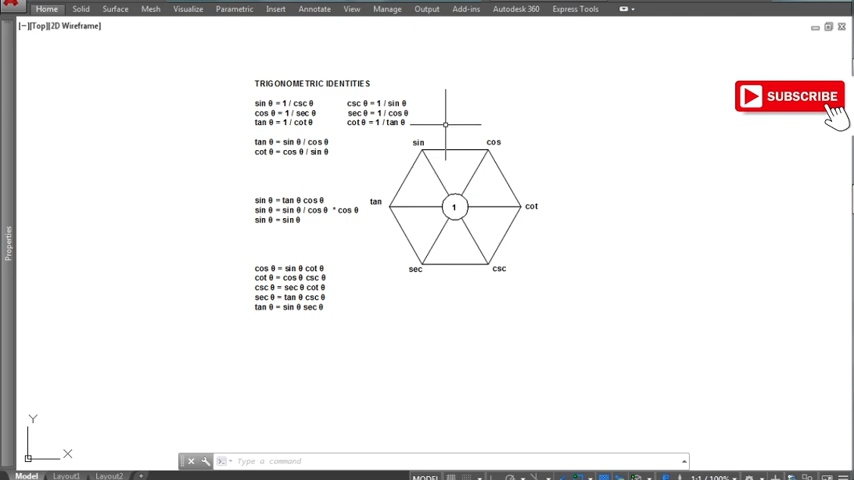 Home Solid Surface Mesh Visualize Parametric Insert Annotate View Manage Output Add-ins Autodesk 360 Express Tools
[−][Top][2D Wireframe]
SUBSCRIBE
TRIGONOMETRIC IDENTITIES
sin θ = 1 / csc θ csc θ = 1 / sin θ
cos θ = 1 / sec θ sec θ = 1 / cos θ
tan θ = 1 / cot θ cot θ = 1 / tan θ
tan θ = sin θ / cos θ
cot θ = cos θ / sin θ
sin cos
tan 1 cot
sec csc
sin θ = tan θ cos θ
sin θ = sin θ / cos θ * cos θ
sin θ = sin θ
cos θ = sin θ cot θ
cot θ = cos θ csc θ
csc θ = sec θ cot θ
sec θ = tan θ csc θ
tan θ = sin θ sec θ
Properties
Y
X
Type a command
Model Layout1 Layout2 +
MODEL 1:1 / 100%